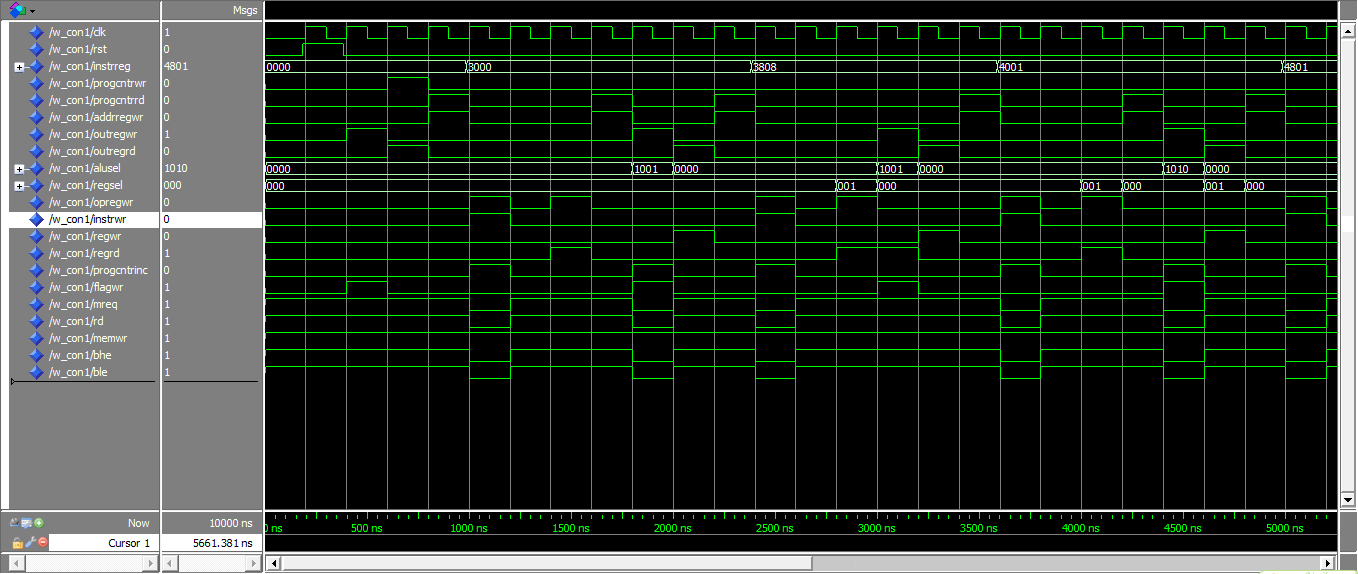 Msgs
/w_con1/clk 1
/w_con1/rst 0
/w_con1/instrreg 4801 0000 3000 3808 4001 4801
/w_con1/progcntrwr 0
/w_con1/progcntrrd 0
/w_con1/addrregwr 0
/w_con1/outregwr 1
/w_con1/outregrd 0
/w_con1/alusel 1010 0000 1001 0000 1001 0000 1010 0000
/w_con1/regsel 000 000 001 000 001 000 001 000
/w_con1/opregwr 0
/w_con1/instrwr 0
/w_con1/regwr 0
/w_con1/regrd 1
/w_con1/progcntrinc 0
/w_con1/flagwr 1
/w_con1/mreq 1
/w_con1/rd 1
/w_con1/memwr 1
/w_con1/bhe 1
/w_con1/ble 1
Now 10000 ns ns 500 ns 1000 ns 1500 ns 2000 ns 2500 ns 3000 ns 3500 ns 4000 ns 4500 ns 5000 ns
Cursor 1 5661.381 ns